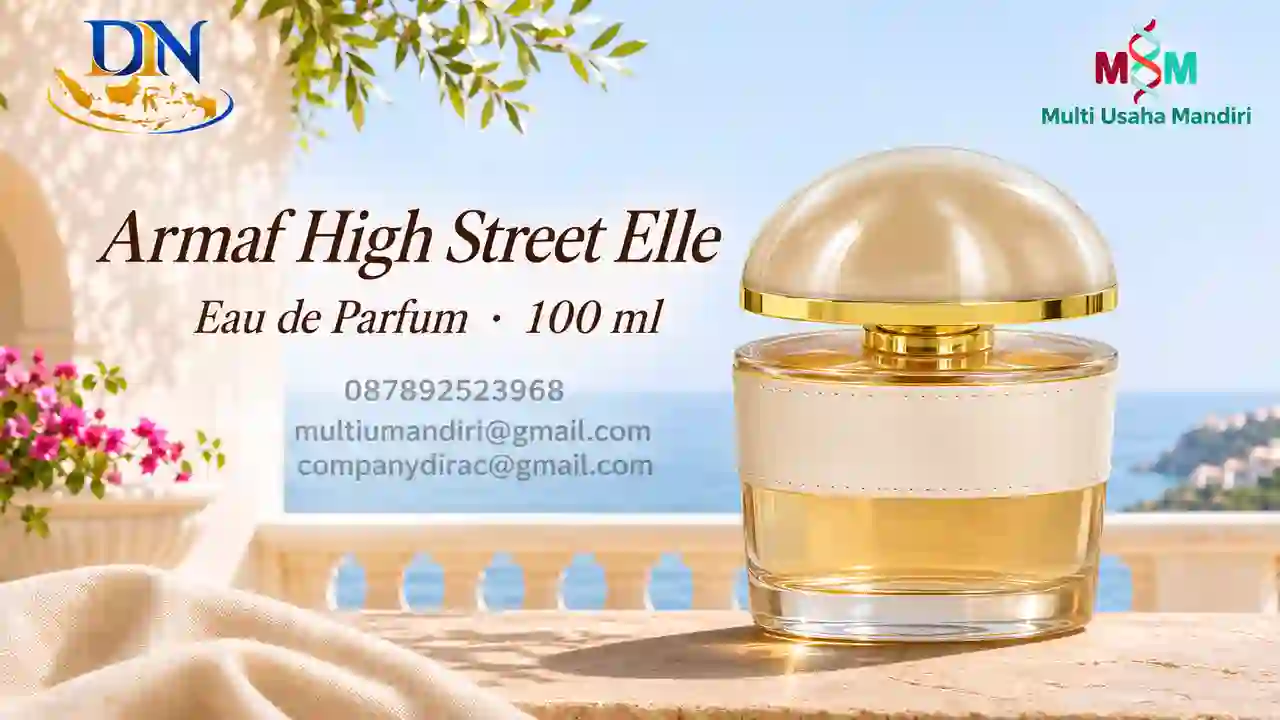 DN
MSM
Multi Usaha Mandiri
Armaf High Street Elle
Eau de Parfum · 100 ml
087892523968
multiumandiri@gmail.com
companydirac@gmail.com